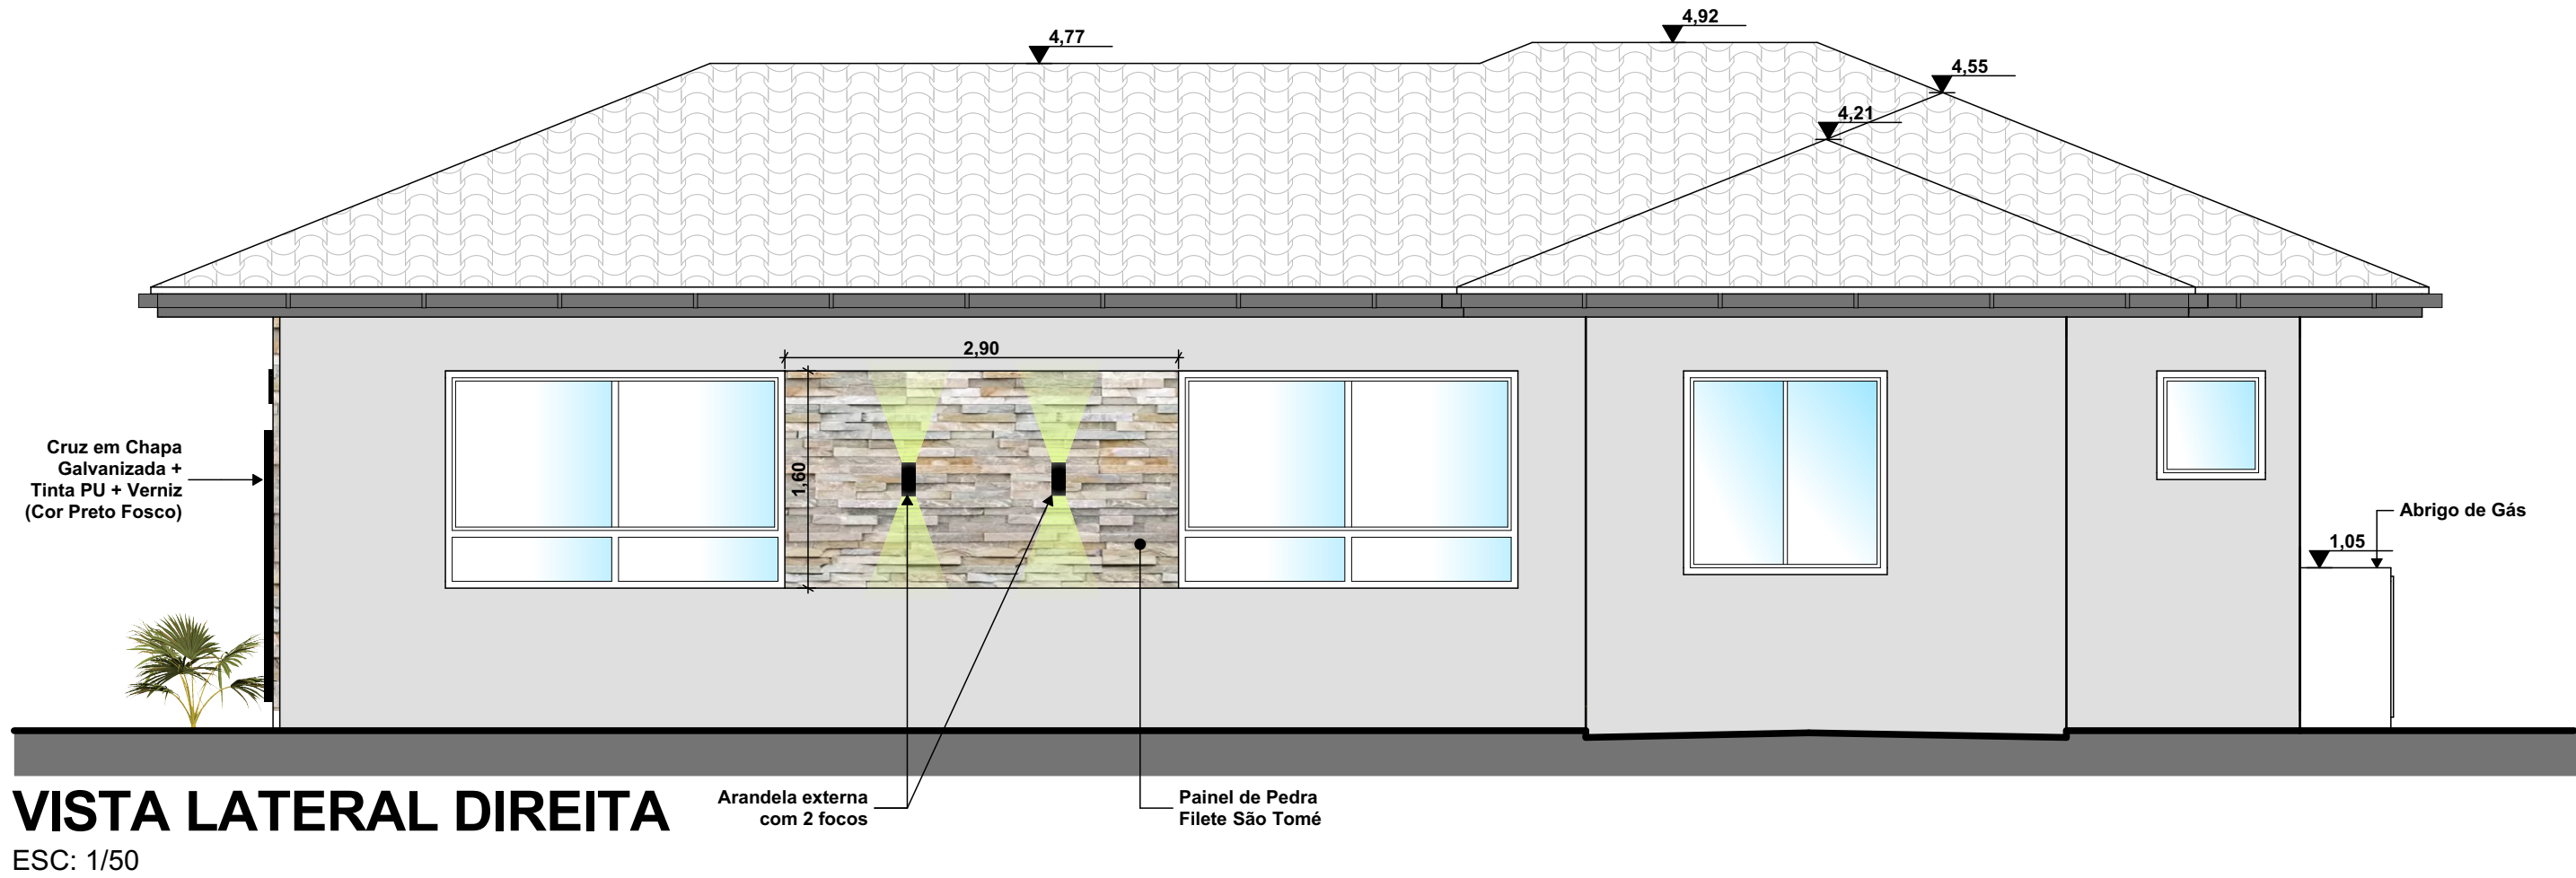 4,77
4,92
4,55
4,21
2,90
1,60
Cruz em Chapa
Galvanizada +
Tinta PU + Verniz
(Cor Preto Fosco)
Abrigo de Gás
1,05
Arandela externa
com 2 focos
Painel de Pedra
Filete São Tomé
VISTA LATERAL DIREITA
ESC: 1/50